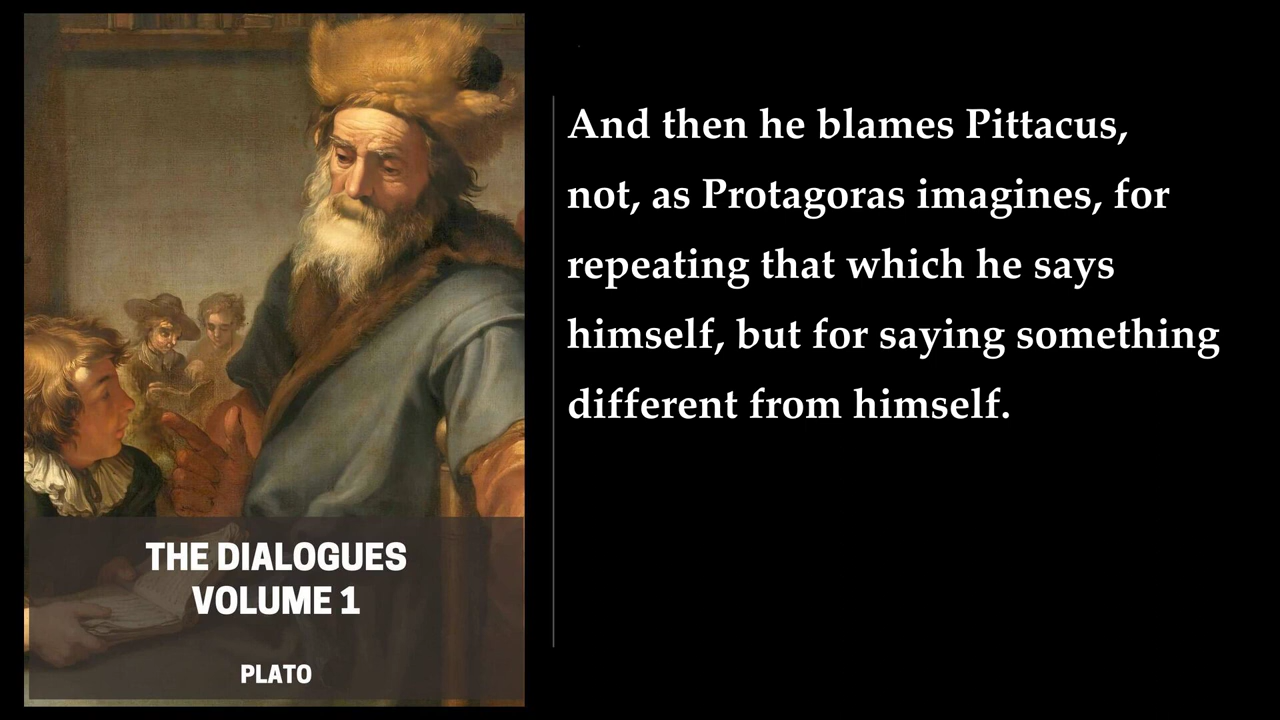 And then he blames Pittacus,
not, as Protagoras imagines, for
repeating that which he says
himself, but for saying something
different from himself.
THE DIALOGUES
VOLUME 1
PLATO